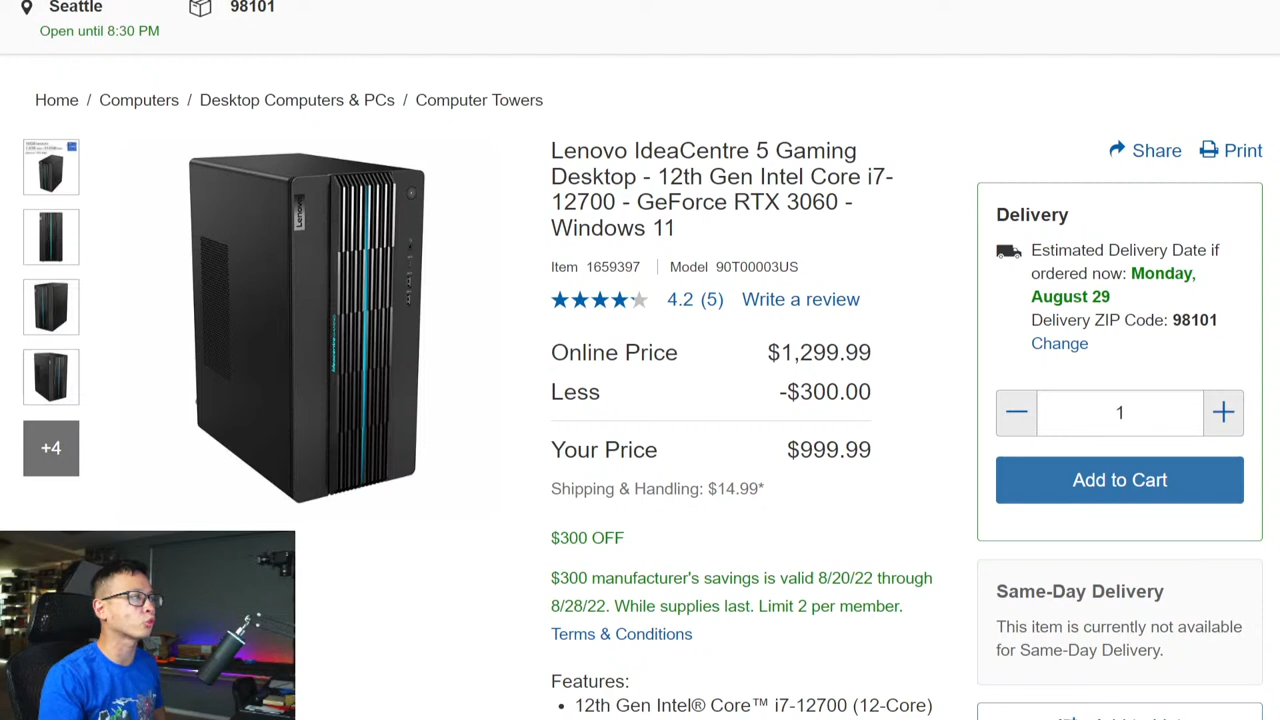 Seattle
98101
Open until 8:30 PM
Home / Computers / Desktop Computers & PCs / Computer Towers
Lenovo
+4
Lenovo IdeaCentre 5 Gaming
Desktop - 12th Gen Intel Core i7-
12700 - GeForce RTX 3060 -
Windows 11
Item 1659397 | Model 90T00003US
4.2 (5) Write a review
Online Price $1,299.99
Less -$300.00
Your Price $999.99
Shipping & Handling: $14.99*
$300 OFF
$300 manufacturer's savings is valid 8/20/22 through
8/28/22. While supplies last. Limit 2 per member.
Terms & Conditions
Features:
• 12th Gen Intel® Core™ i7-12700 (12-Core)
Share Print
Delivery
Estimated Delivery Date if
ordered now: Monday,
August 29
Delivery ZIP Code: 98101
Change
1
Add to Cart
Same-Day Delivery
This item is currently not available
for Same-Day Delivery.